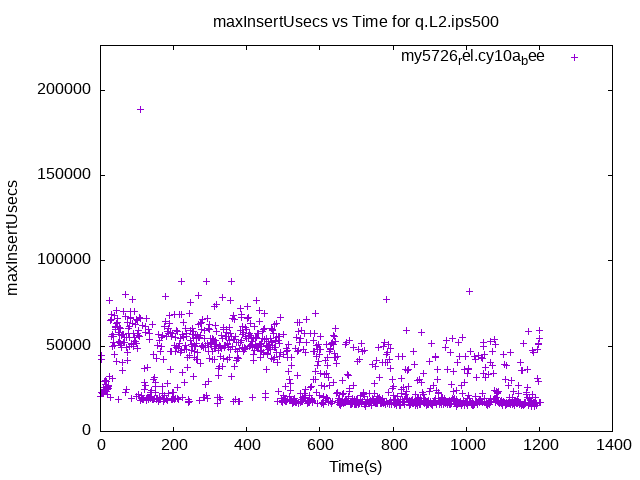 maxInsertUsecs vs Time for q.L2.ips500
my5726rel.cy10abee
200000
150000
100000
50000
0
maxInsertUsecs
0 200 400 600 800 1000 1200 1400
Time(s)